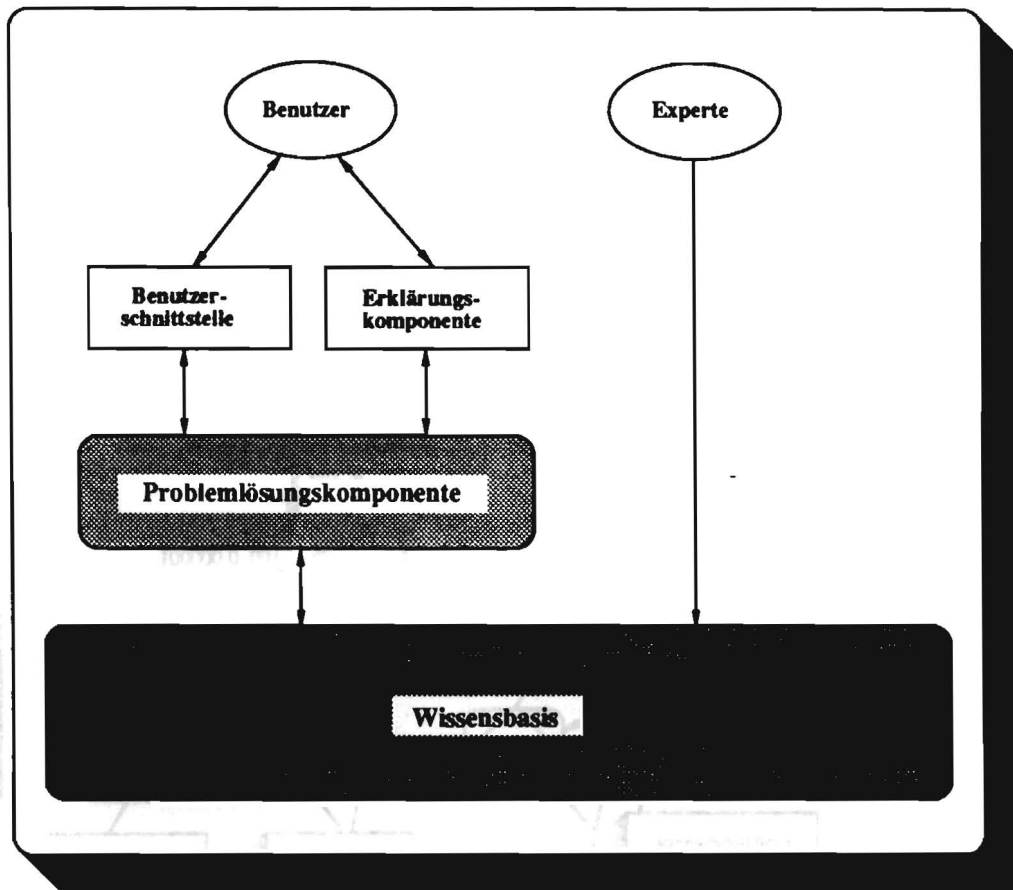 Benutzer
Experte
Benutzer-
schnittstelle
Erklärungs-
komponente
Problemlösungskomponente
Wissensbasis